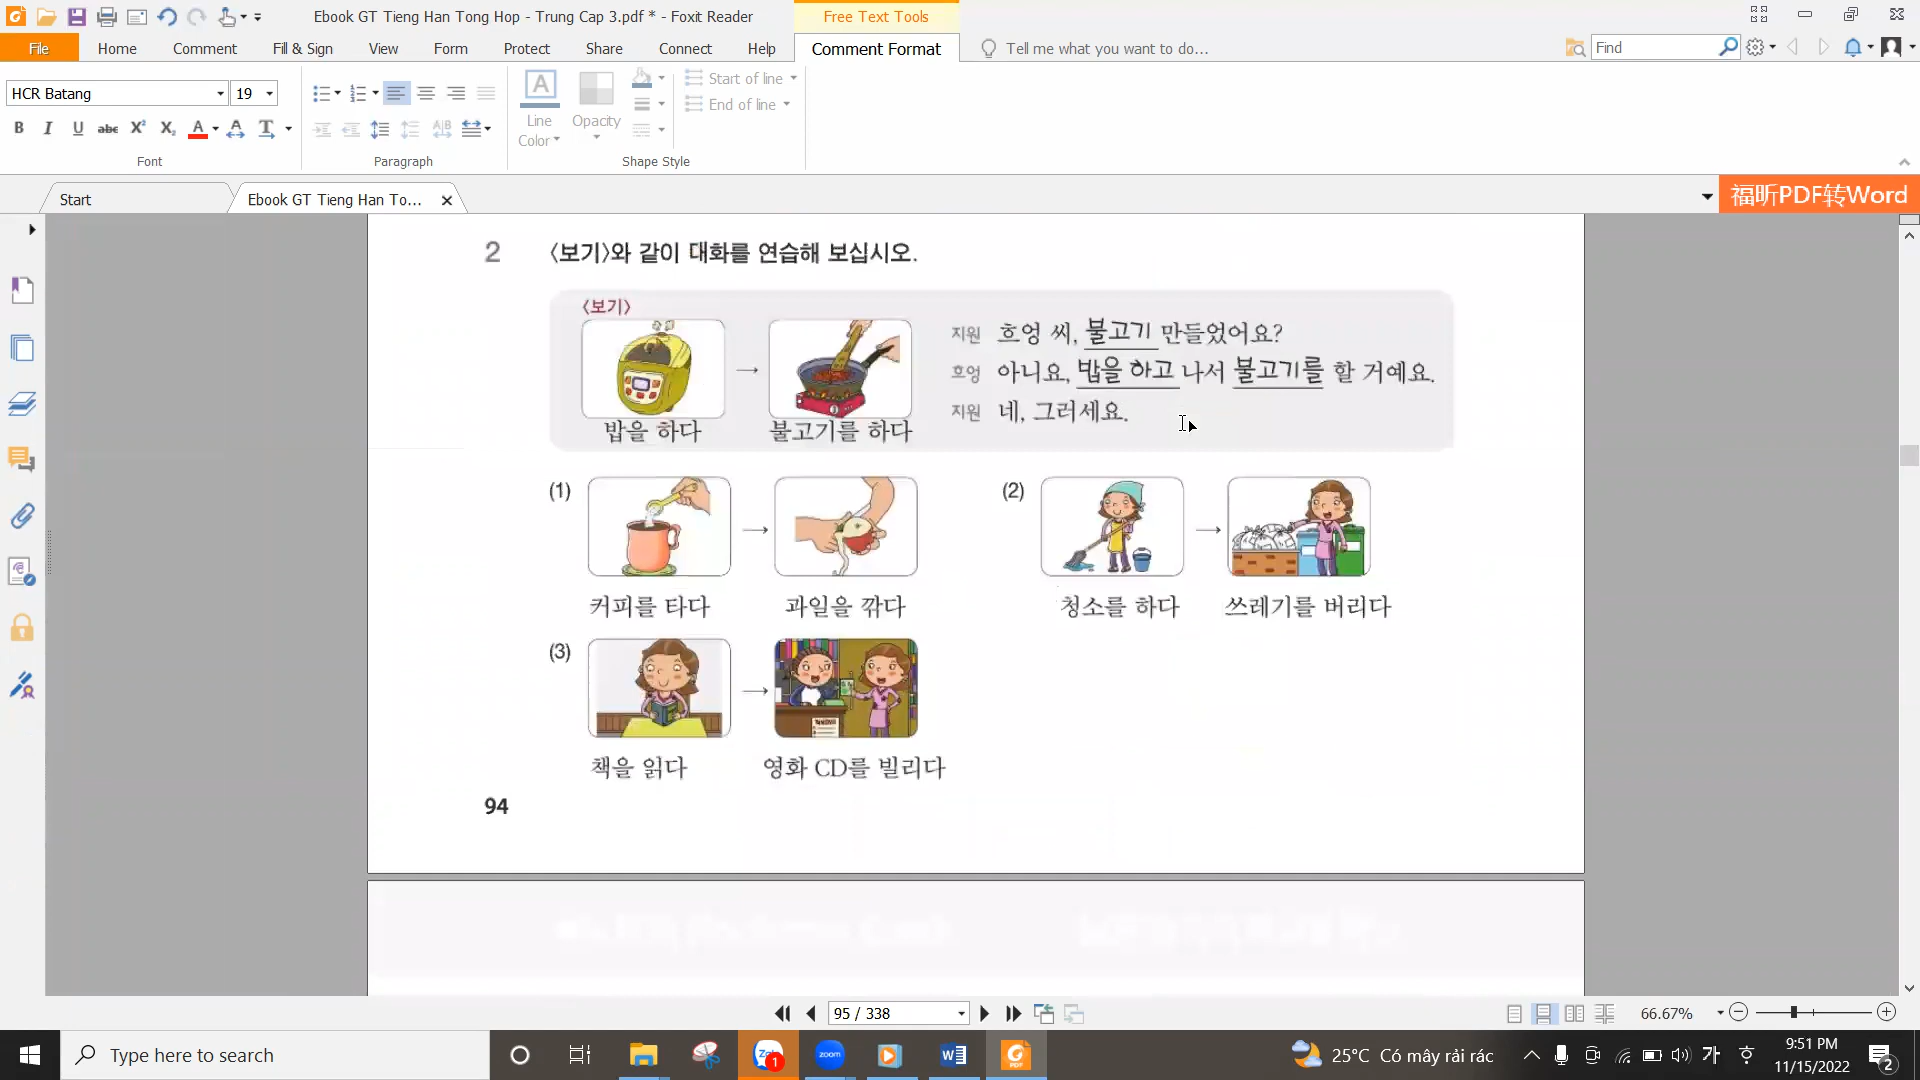 Ebook GT Tieng Han Tong Hop - Trung Cap 3.pdf * - Foxit Reader
Free Text Tools
File Home Comment Fill & Sign View Form Protect Share Connect Help Comment Format Tell me what you want to do... Find
HCR Batang 19
Start of line
End of line
Line Color
Opacity
Font Paragraph Shape Style
Start
Ebook GT Tieng Han To...
福昕PDF转Word
2 〈보기〉와 같이 대화를 연습해 보십시오.
〈보기〉
지원 흐엉 씨, 불고기 만들었어요?
흐엉 아니요, 밥을 하고 나서 불고기를 할 거예요.
지원 네, 그러세요.
밥을 하다 불고기를 하다
(1) (2)
커피를 타다 과일을 깎다 청소를 하다 쓰레기를 버리다
(3)
책을 읽다 영화 CD를 빌리다
94
95 / 338
66.67%
Type here to search
zoom
1
25°C Có mây rải rác
가
9:51 PM
11/15/2022
2